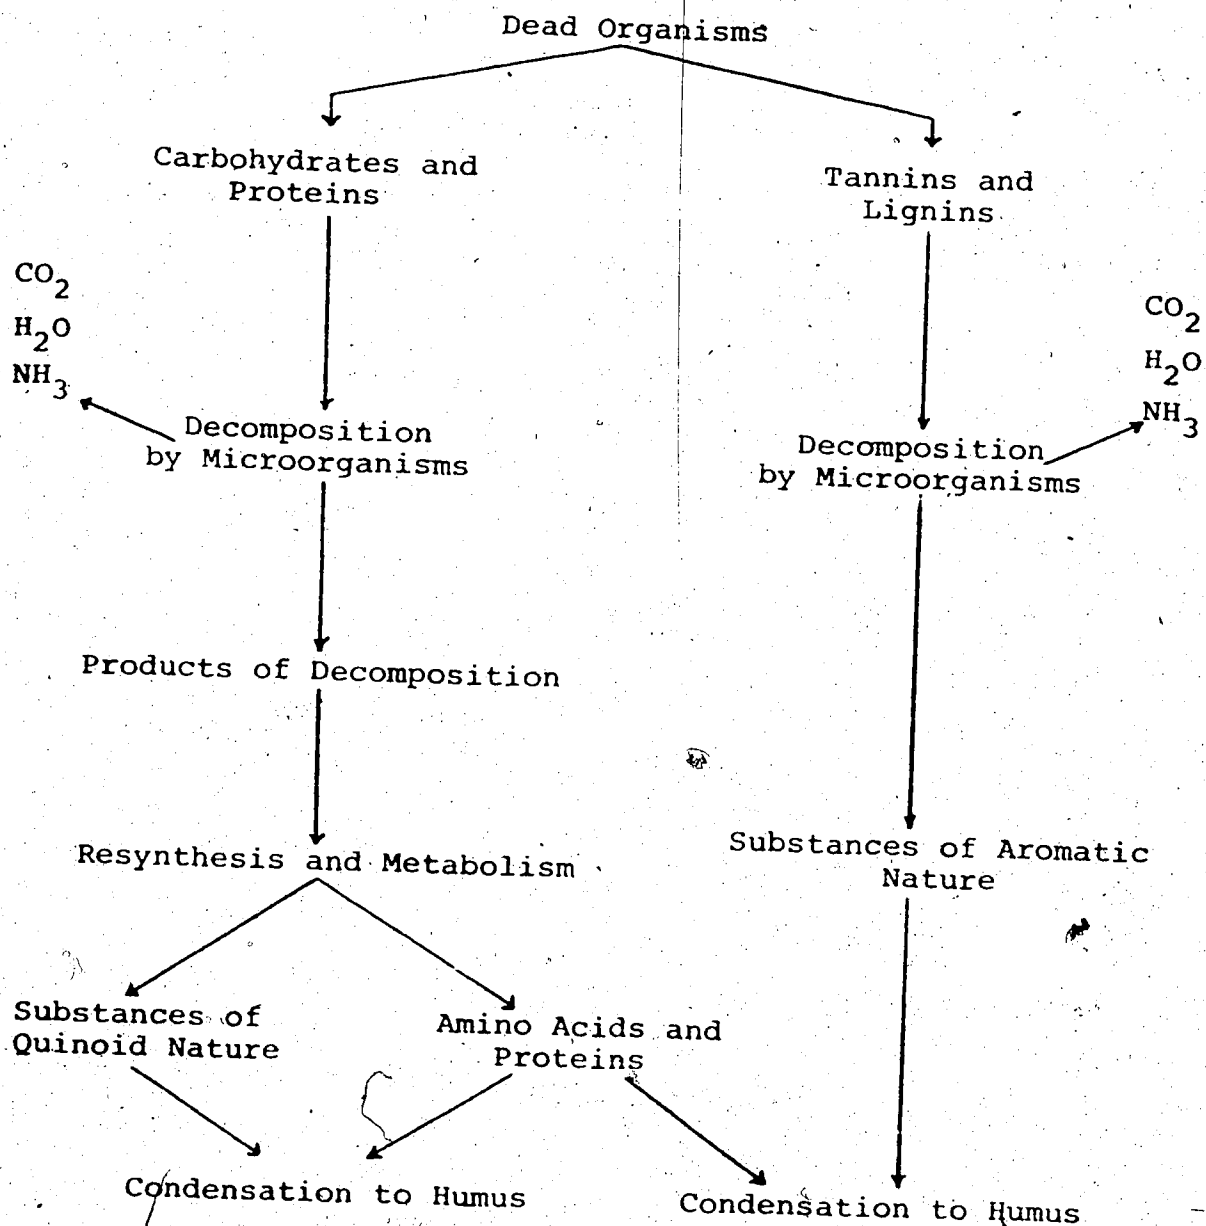 Dead Organisms
Carbohydrates and
Proteins
Tannins and
Lignins
CO2
H2O
NH3
CO2
H2O
NH3
Decomposition
by Microorganisms
Decomposition
by Microorganisms
Products of Decomposition
Resynthesis and Metabolism
Substances of Aromatic
Nature
Substances of
Quinoid Nature
Amino Acids and
Proteins
Condensation to Humus
Condensation to Humus